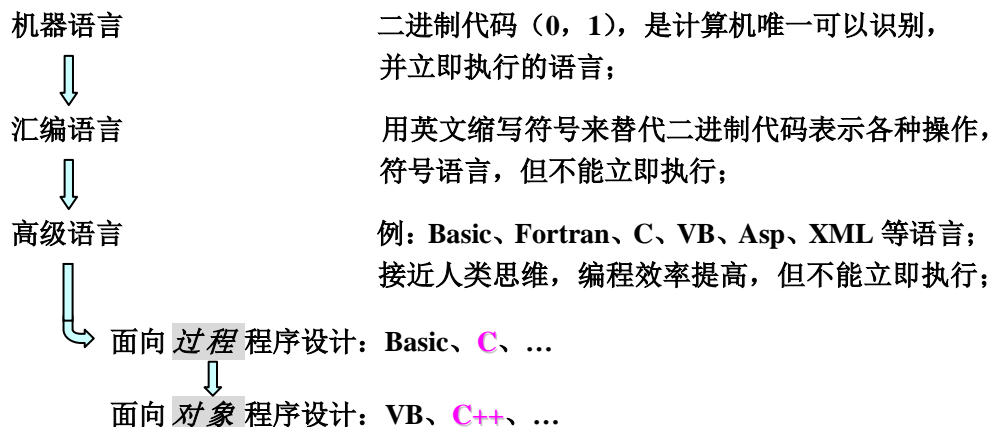 机器语言 二进制代码（0，1），是计算机唯一可以识别，
并立即执行的语言；
汇编语言 用英文缩写符号来替代二进制代码表示各种操作，
符号语言，但不能立即执行；
高级语言 例：Basic、Fortran、C、VB、Asp、XML 等语言；
接近人类思维，编程效率提高，但不能立即执行；
面向 过程 程序设计：Basic、C、…
面向 对象 程序设计：VB、C++、…